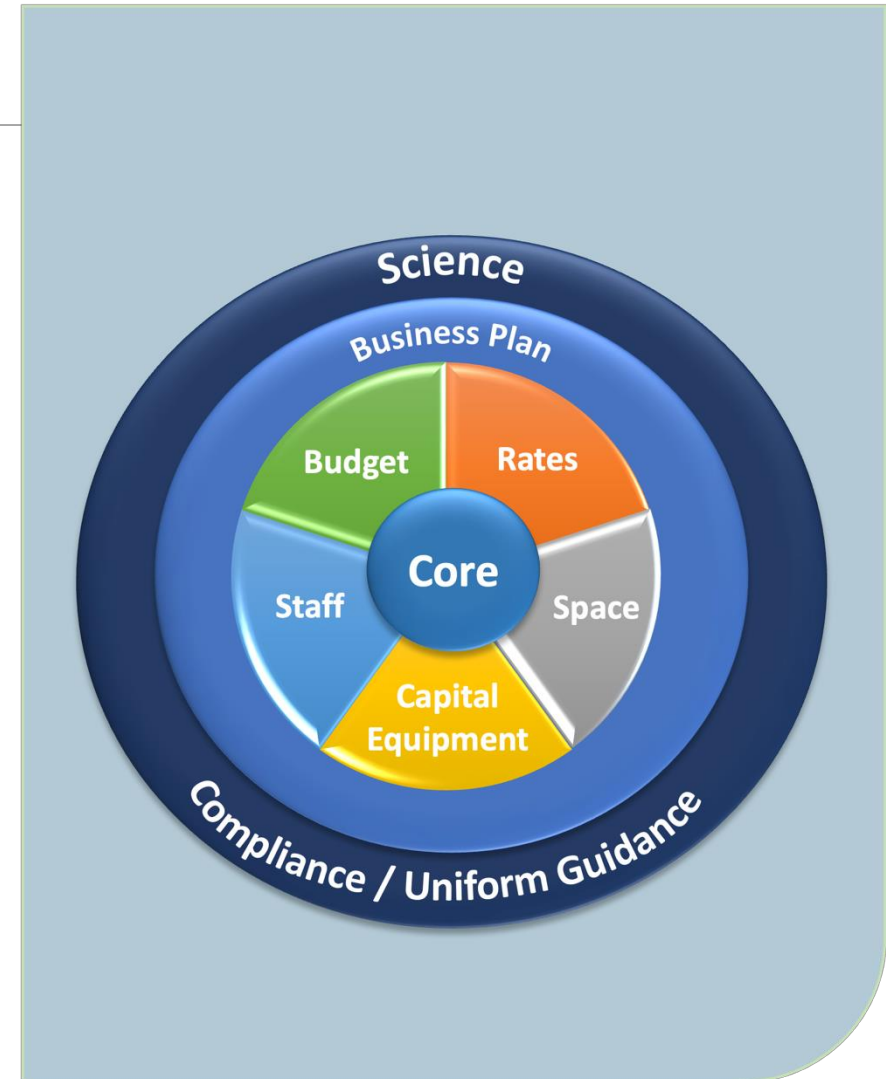 Science
Business Plan
Budget
Rates
Core
Staff
Space
Capital
Equipment
Compliance / Uniform Guidance